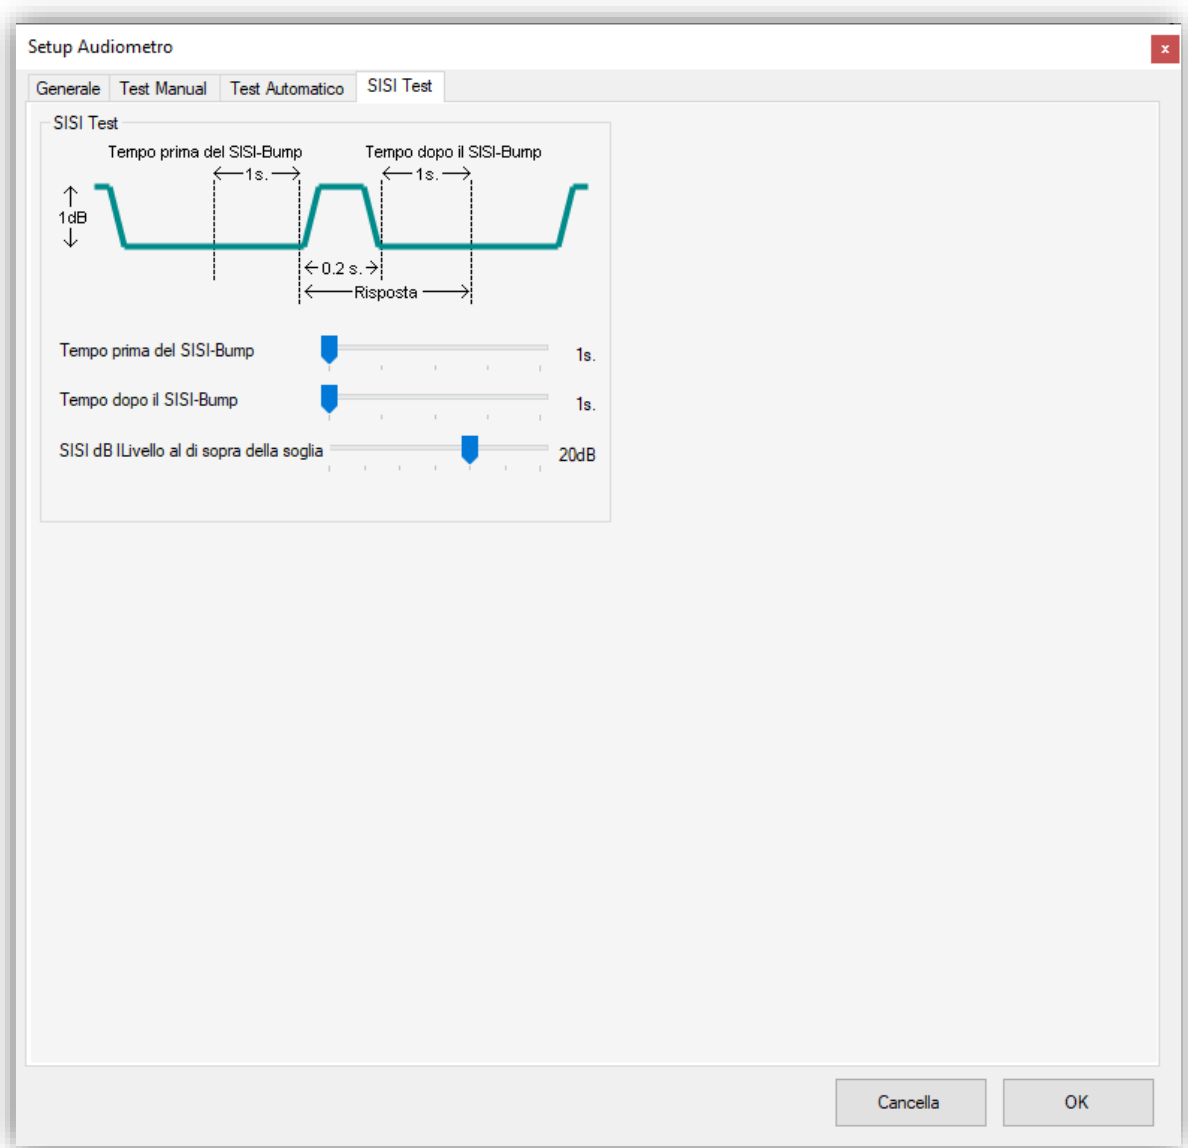 Setup Audiometro
x
Generale Test Manual Test Automatico SISI Test
SISI Test
Tempo prima del SISI-Bump Tempo dopo il SISI-Bump
1s. 1s.
1dB
0.2 s.
Risposta
Tempo prima del SISI-Bump 1s.
Tempo dopo il SISI-Bump 1s.
SISI dB lLivello al di sopra della soglia 20dB
Cancella OK